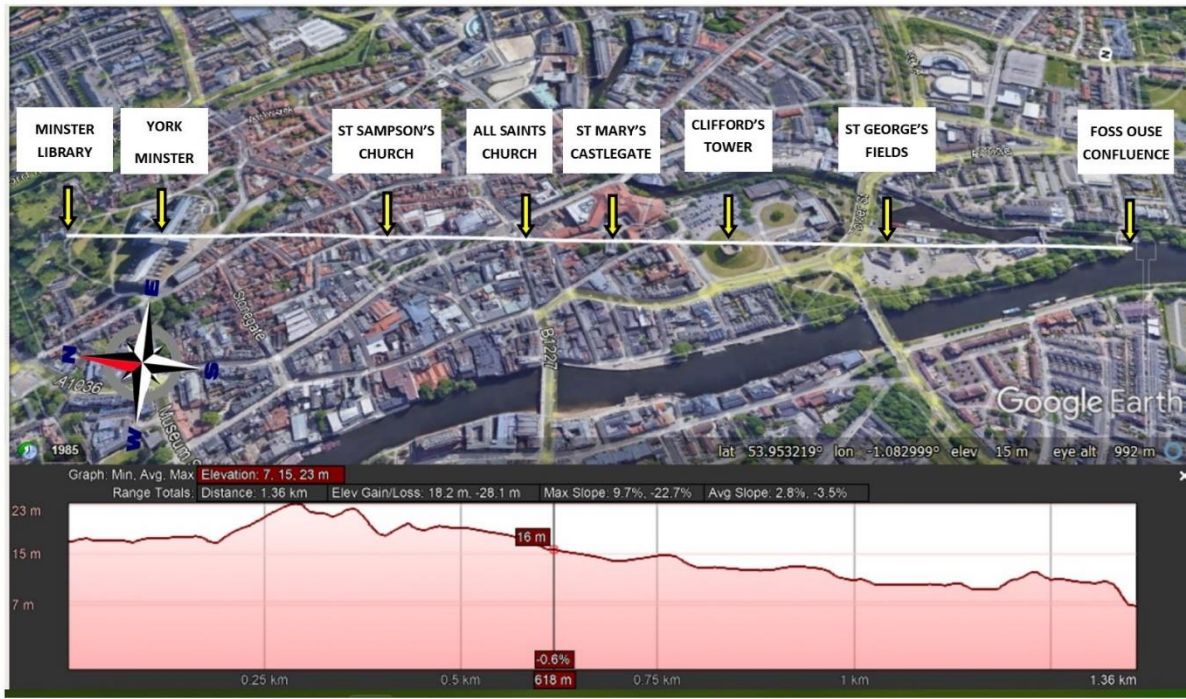 MINSTER
LIBRARY
YORK
MINSTER
ST SAMPSON'S
CHURCH
ALL SAINTS
CHURCH
ST MARY'S
CASTLEGATE
CLIFFORD'S
TOWER
ST GEORGE'S
FIELDS
FOSS OUSE
CONFLUENCE
N
Stonegate
B1227
E
N
S
W
A1036
Museum
Google Earth
1985
lat 53.953219° lon -1.082999° elev 15 m eye alt 992 m
Graph: Min, Avg, Max Elevation: 7, 15, 23 m
Range Totals: Distance: 1.36 km Elev Gain/Loss: 18.2 m, -28.1 m Max Slope: 9.7%, -22.7% Avg Slope: 2.8%, -3.5%
23 m
16 m
15 m
7 m
-0.6%
0.25 km 0.5 km 618 m 0.75 km 1 km 1.36 km